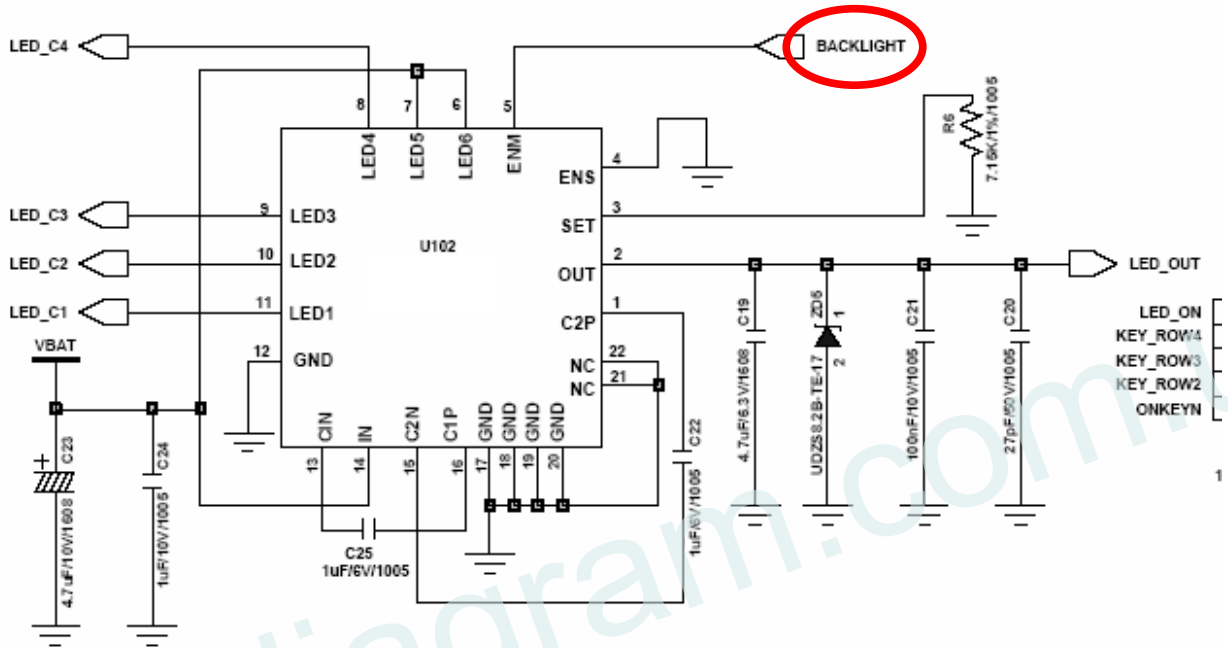 LED_C4
BACKLIGHT
8
7
6
5
LED4
LED5
LED6
ENM
R6
7.15K/1%/1005
4
ENS
LED_C3
9
LED3
3
SET
U102
LED_C2
10
LED2
2
OUT
LED_OUT
LED_C1
11
LED1
1
C2P
VBAT
12
GND
22
NC
21
NC
C19
4.7uF/6.3V/1608
ZD5
1
2
UDZS8.2B-TE-17
C21
100nF/10V/1005
C20
27pF/50V/1005
LED_ON
KEY_ROW4
KEY_ROW3
KEY_ROW2
ONKEYN
CIN
IN
C2N
C1P
GND
GND
GND
GND
13
14
15
16
17
18
19
20
+
C23
4.7uF/10V/1608
C24
1uF/10V/1005
C25
1uF/6V/1005
C22
1uF/6V/1005
1
diagram.com.v